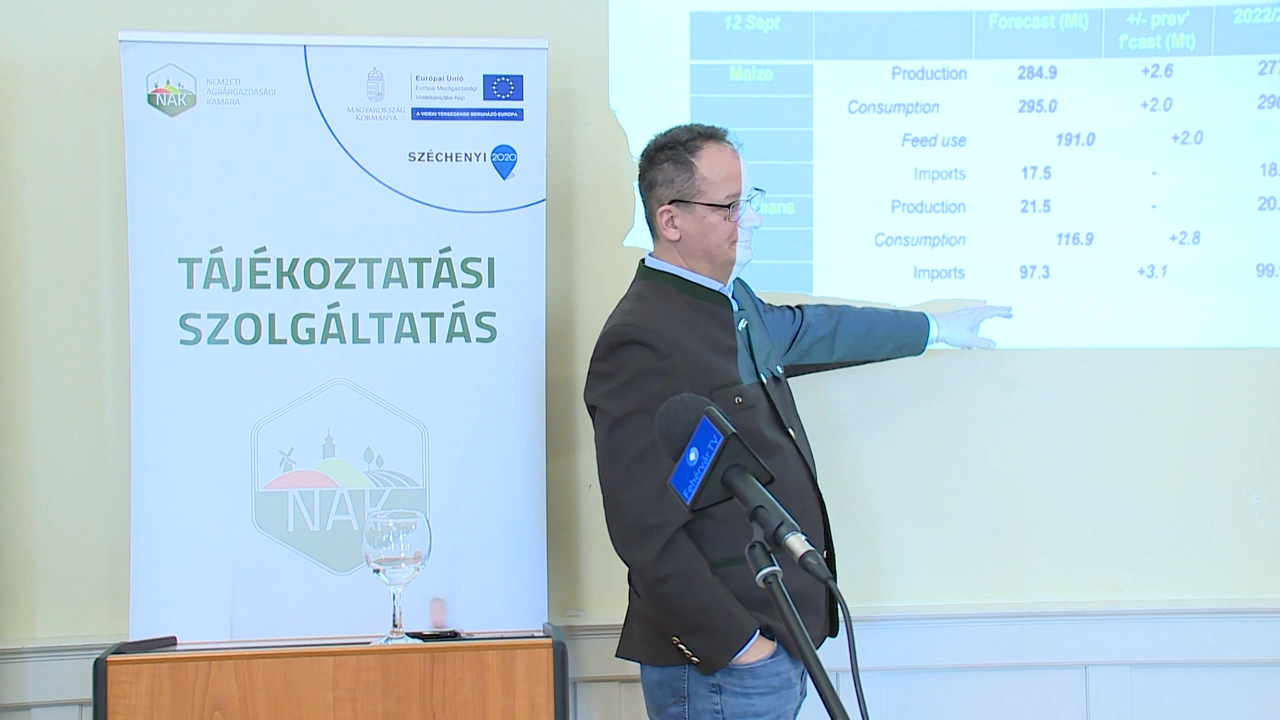 NEMZETI
AGRÁRGAZDASÁGI
KAMARA
NAK
MAGYARORSZÁG
KORMÁNYA
Európai Unió
Európai Mezőgazdasági
Vidékfejlesztési Alap
A VIDÉKI TÉRSÉGEKBE BERUHÁZÓ EURÓPA
SZÉCHENYI 2020
TÁJÉKOZTATÁSI
SZOLGÁLTATÁS
NAK
Fehérvár TV
12 Sept Forecast (Mt) +/- prev'
f'cast (Mt)
Maize Production 284.9 +2.6
Consumption 295.0 +2.0
Feed use 191.0 +2.0
Imports 17.5 -
Production 21.5 -
Consumption 116.9 +2.8
Imports 97.3 +3.1